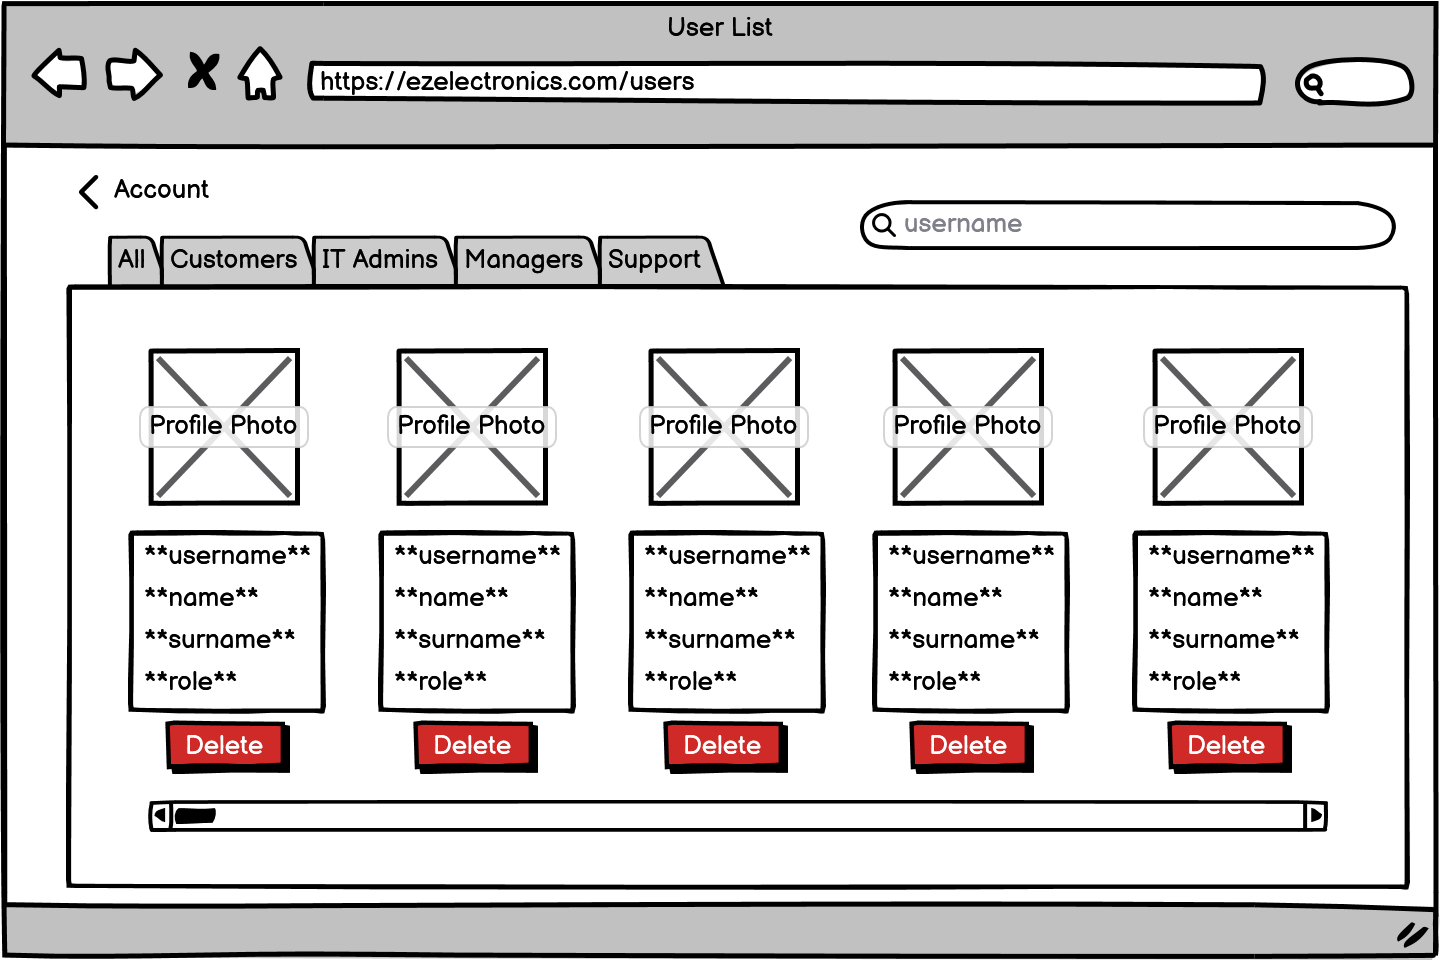 User List
https://ezelectronics.com/users
Account
username
All Customers IT Admins Managers Support
Profile Photo Profile Photo Profile Photo Profile Photo Profile Photo
**username** **username** **username** **username** **username**
**name** **name** **name** **name** **name**
**surname** **surname** **surname** **surname** **surname**
**role** **role** **role** **role** **role**
Delete Delete Delete Delete Delete